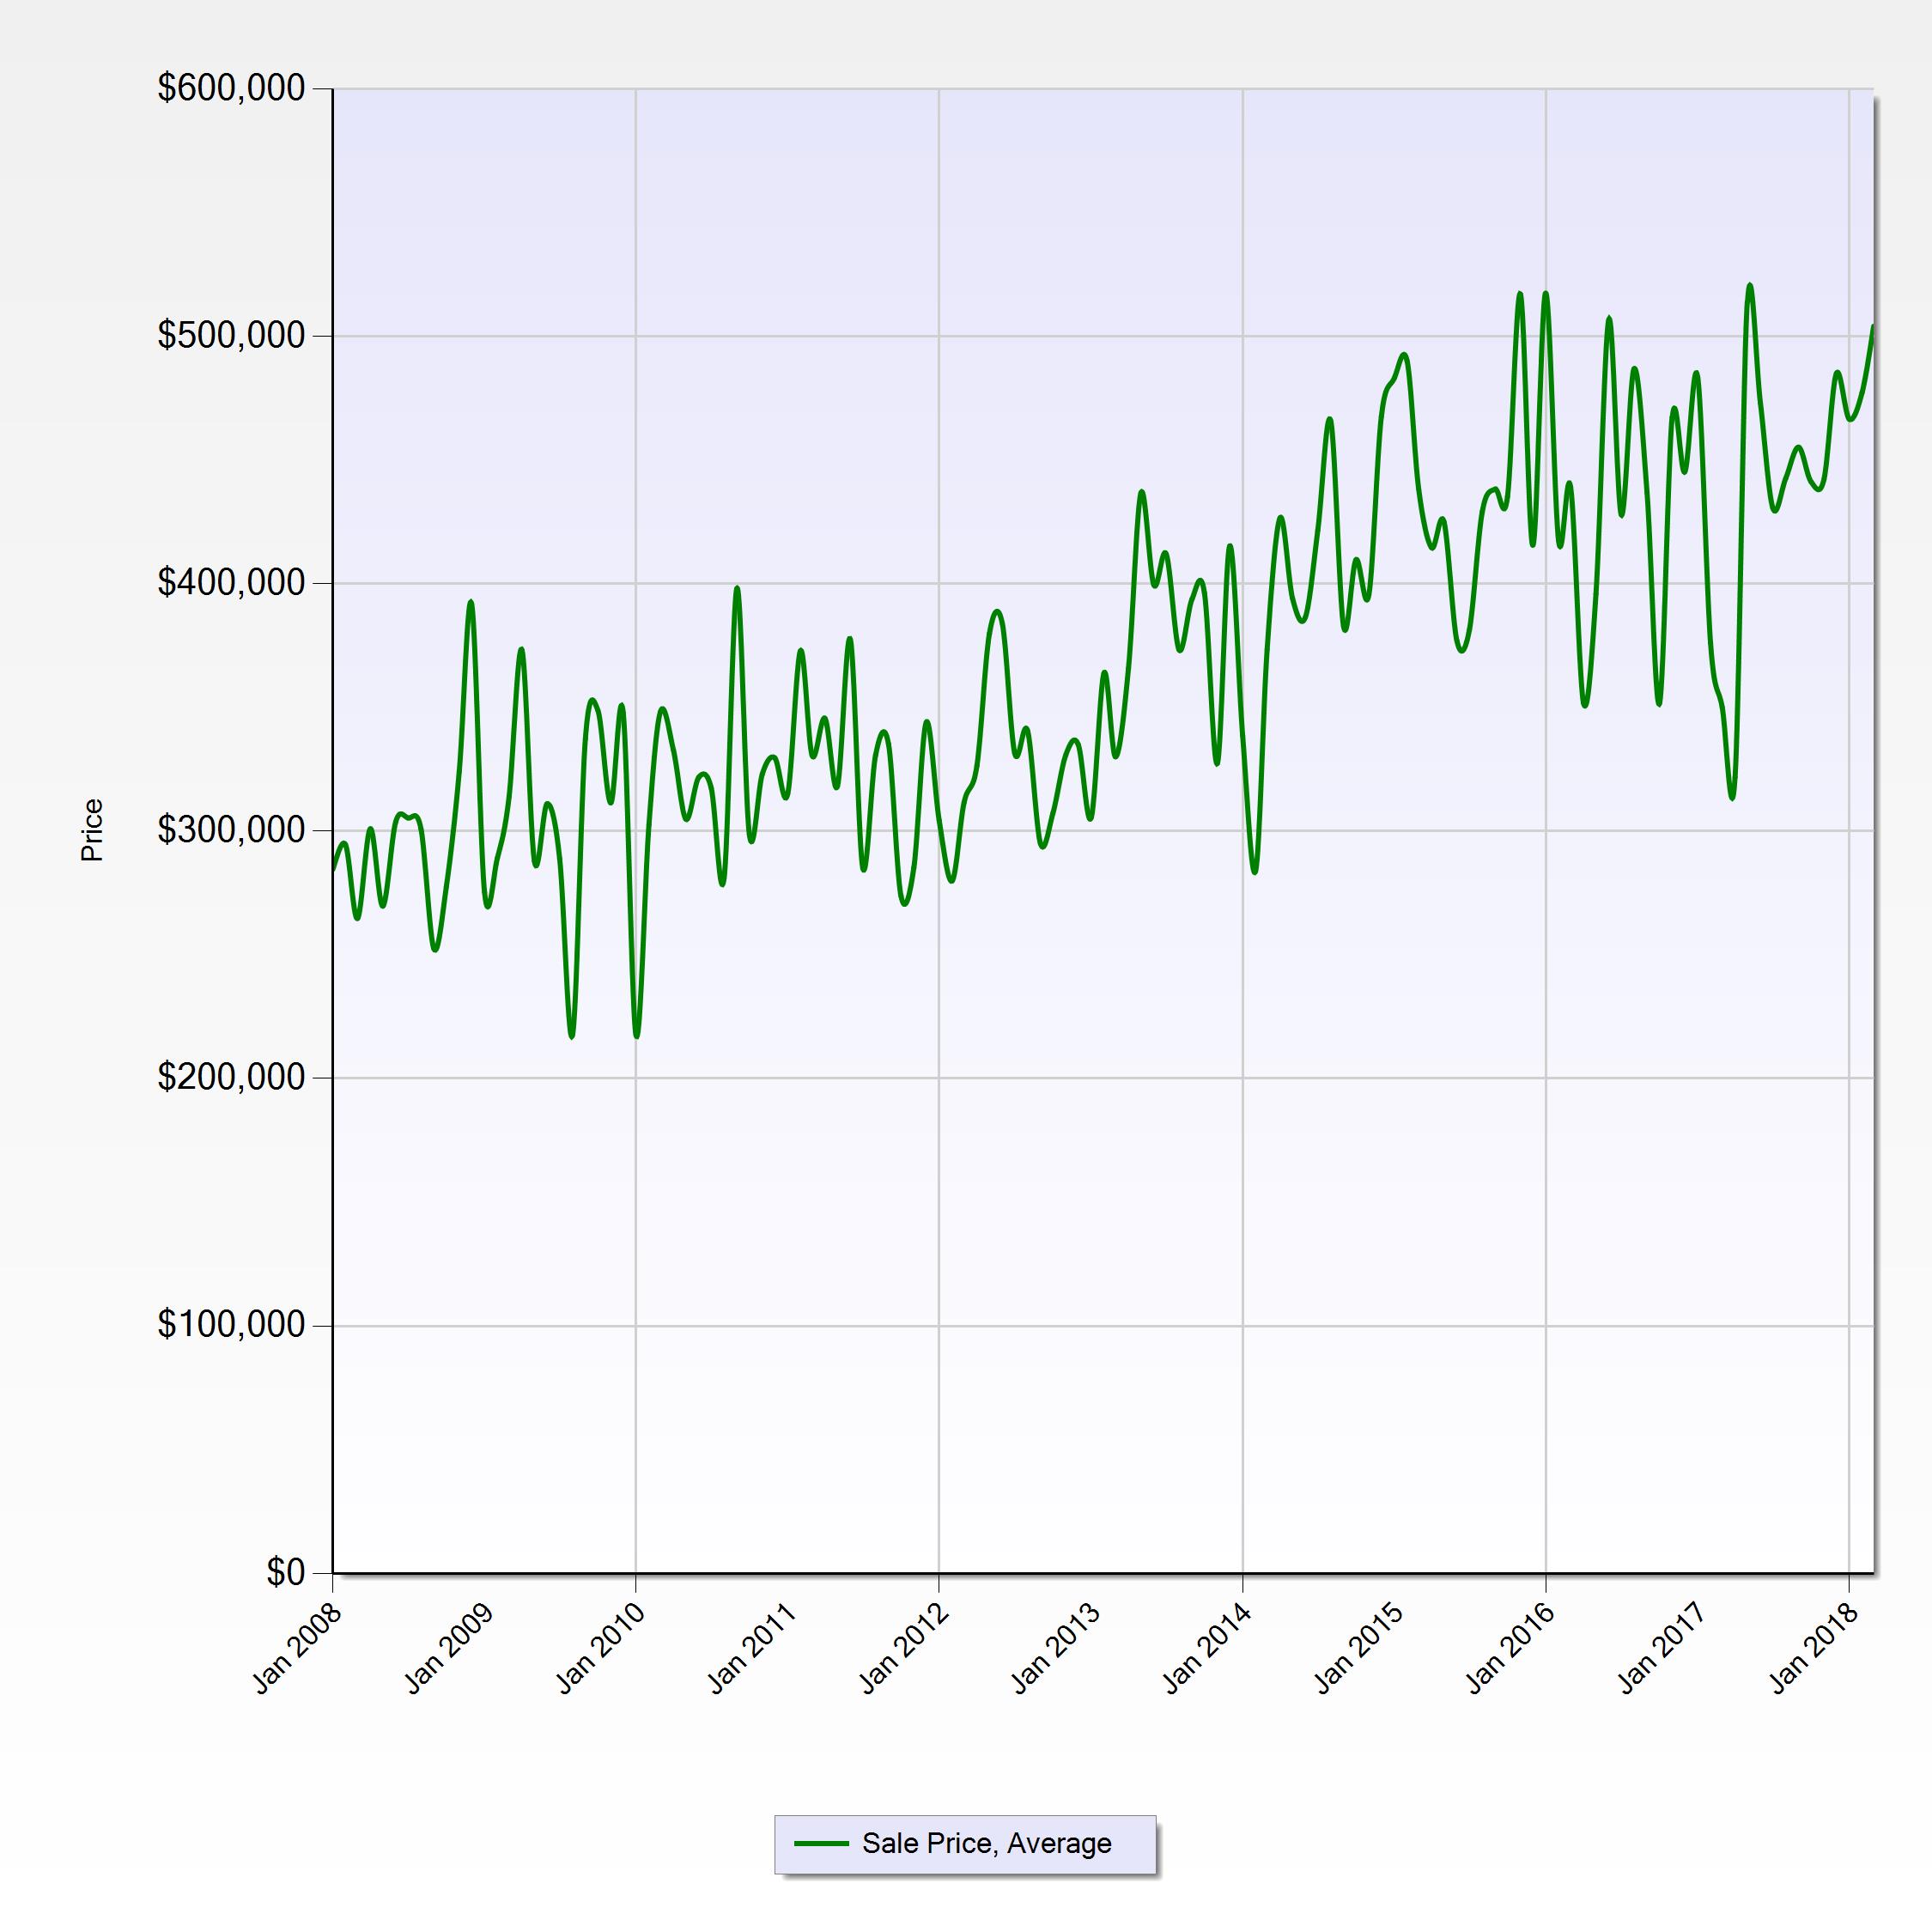 $600,000
$500,000
$400,000
$300,000
$200,000
$100,000
$0
Price
Jan 2008
Jan 2009
Jan 2010
Jan 2011
Jan 2012
Jan 2013
Jan 2014
Jan 2015
Jan 2016
Jan 2017
Jan 2018
Sale Price, Average